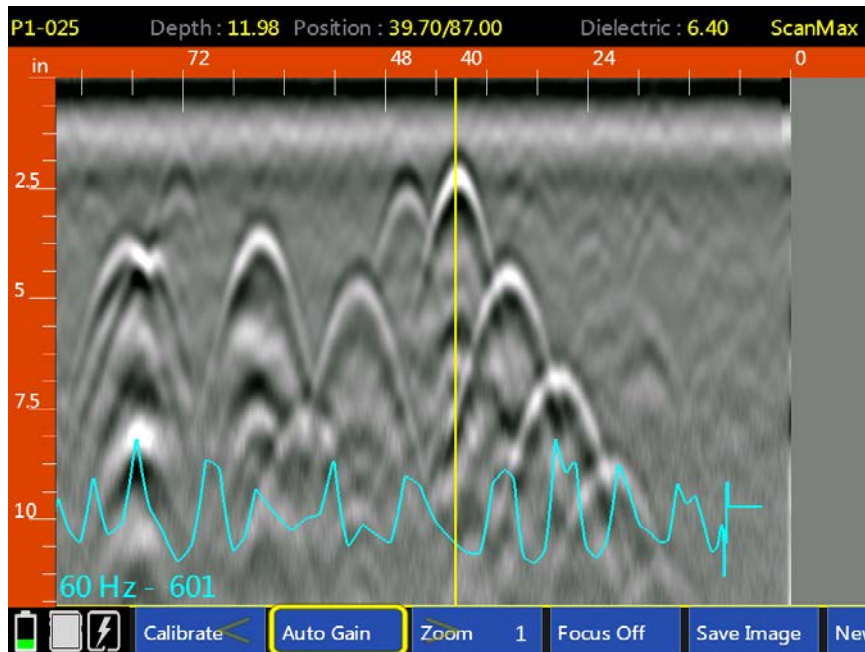 P1-025 Depth : 11.98 Position : 39.70/87.00 Dielectric : 6.40 ScanMax
in 72 48 40 24 0
2.5
5
7.5
10
60 Hz - 601
Calibrate < Auto Gain Zoom > 1 Focus Off Save Image New